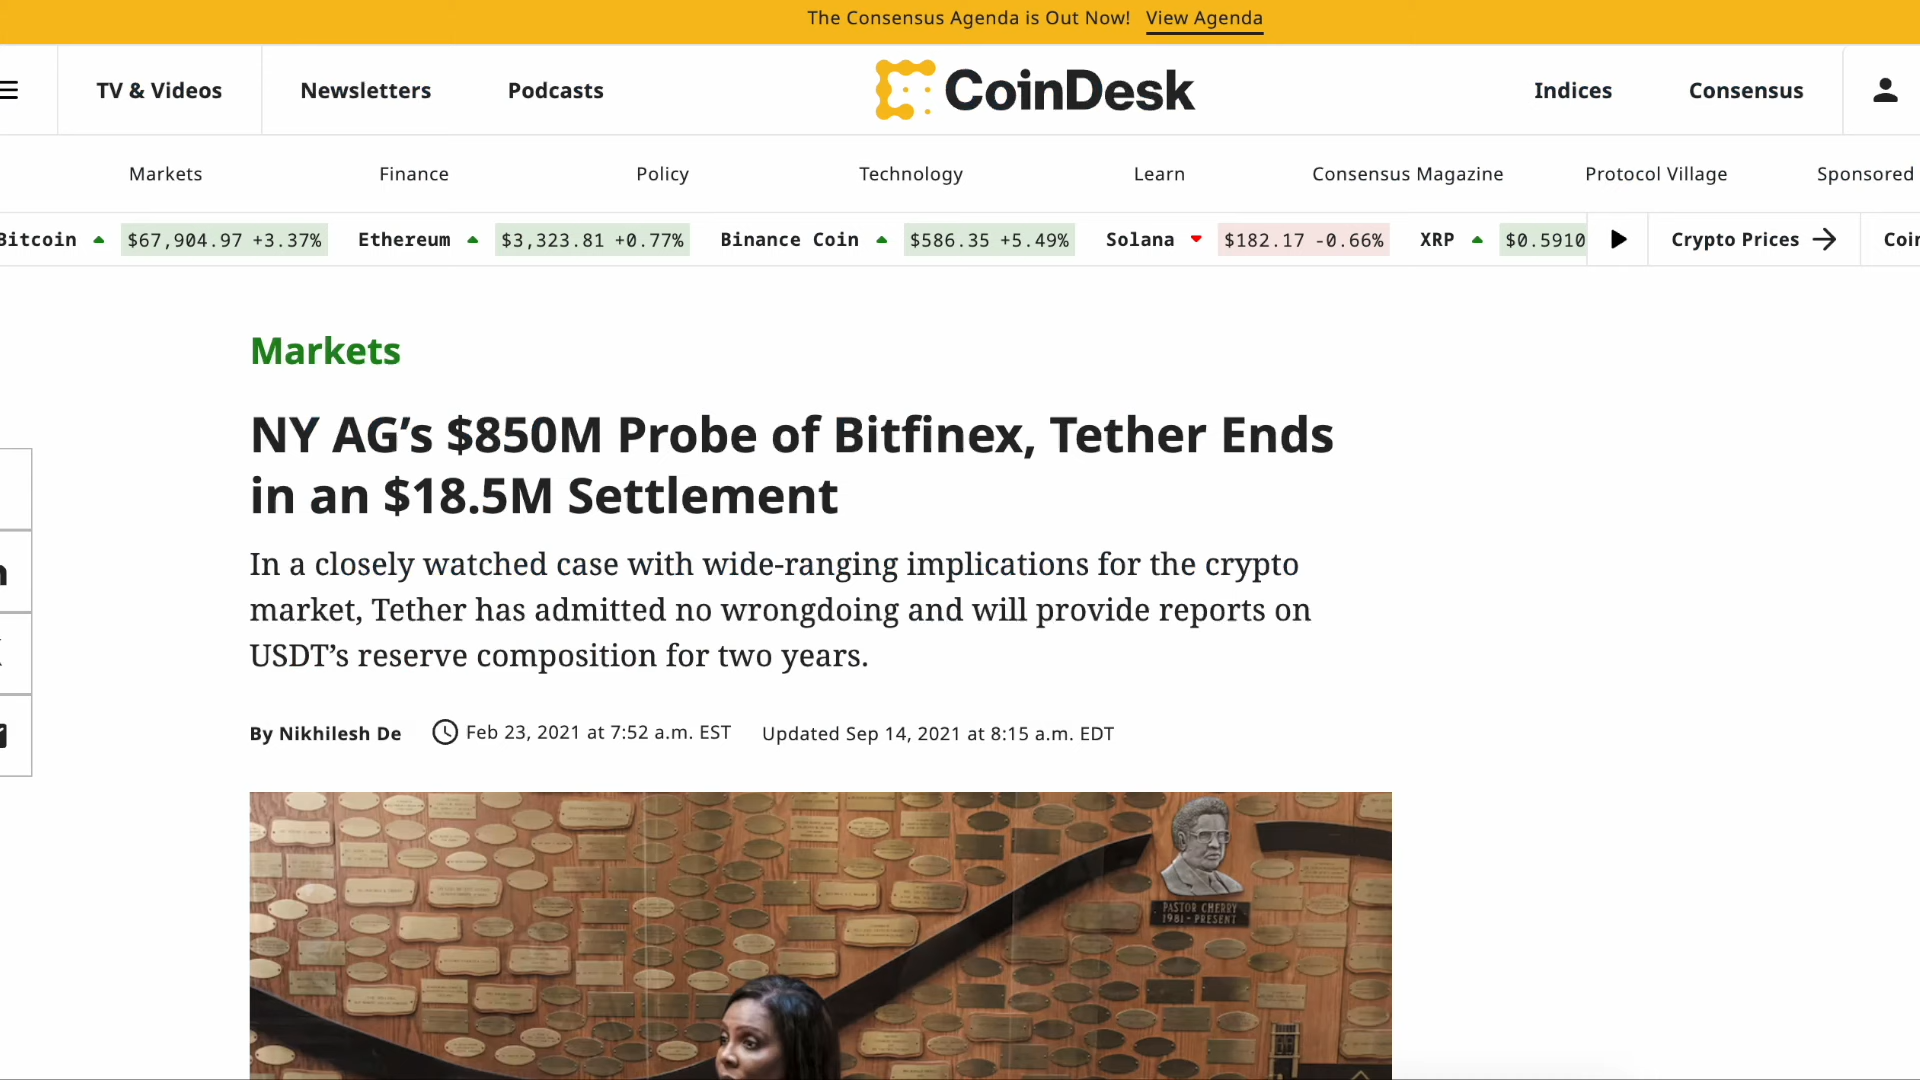 The Consensus Agenda is Out Now! View Agenda
TV & Videos Newsletters Podcasts CoinDesk Indices Consensus
Markets Finance Policy Technology Learn Consensus Magazine Protocol Village Sponsored
Bitcoin $67,904.97 +3.37% Ethereum $3,323.81 +0.77% Binance Coin $586.35 +5.49% Solana $182.17 -0.66% XRP $0.5910 Crypto Prices
Markets
NY AG’s $850M Probe of Bitfinex, Tether Ends
in an $18.5M Settlement
In a closely watched case with wide-ranging implications for the crypto
market, Tether has admitted no wrongdoing and will provide reports on
USDT’s reserve composition for two years.
By Nikhilesh De Feb 23, 2021 at 7:52 a.m. EST Updated Sep 14, 2021 at 8:15 a.m. EDT
PASTOR CHERRY
1981 - PRESENT